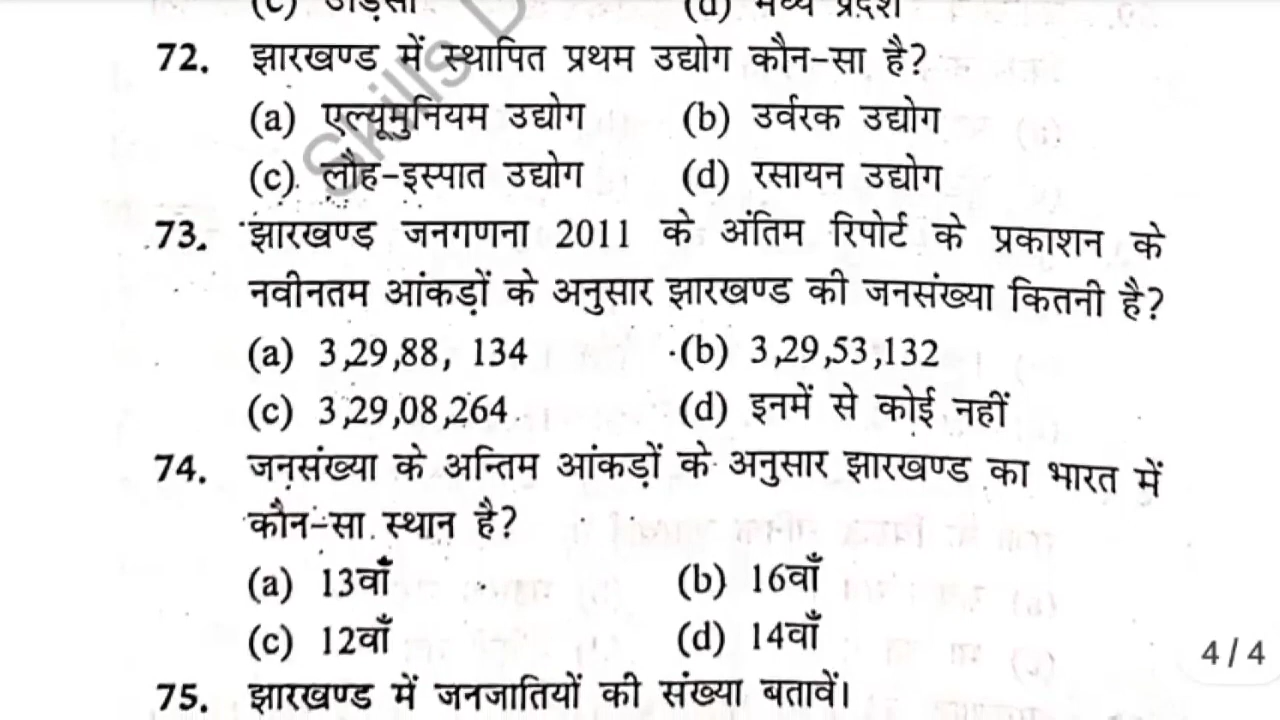 (d) मध्य प्रदेश
72. झारखण्ड में स्थापित प्रथम उद्योग कौन-सा है?
(a) एल्यूमुनियम उद्योग (b) उर्वरक उद्योग
(c) लौह-इस्पात उद्योग (d) रसायन उद्योग
73. झारखण्ड जनगणना 2011 के अंतिम रिपोर्ट के प्रकाशन के
नवीनतम आंकड़ों के अनुसार झारखण्ड की जनसंख्या कितनी है?
(a) 3,29,88, 134 (b) 3,29,53,132
(c) 3,29,08,264 (d) इनमें से कोई नहीं
74. जनसंख्या के अन्तिम आंकड़ों के अनुसार झारखण्ड का भारत में
कौन-सा स्थान है?
(a) 13वाँ (b) 16वाँ
(c) 12वाँ (d) 14वाँ
4/4
75. झारखण्ड में जनजातियों की संख्या बतावें।
Skills